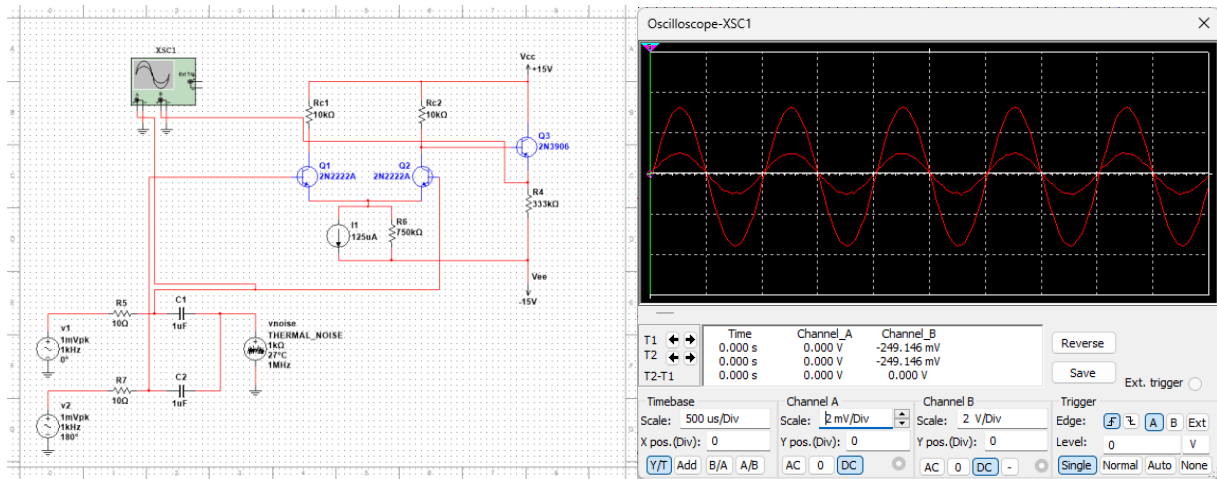 XSC1
Ext Trig
Vcc
+15V
Rc1
10kΩ
Rc2
10kΩ
Q3
2N3906
Q1
2N2222A
Q2
2N2222A
R4
333kΩ
I1
125uA
R6
750kΩ
Vee
-15V
R5
10Ω
C1
1uF
v1
1mVpk
1kHz
0°
vnoise
THERMAL_NOISE
1kΩ
27°C
1MHz
R7
10Ω
C2
1uF
v2
1mVpk
1kHz
180°
Oscilloscope-XSC1
Time Channel_A Channel_B
T1 0.000 s 0.000 V -249.146 mV
T2 0.000 s 0.000 V -249.146 mV
T2-T1 0.000 s 0.000 V 0.000 V
Reverse
Save
Ext. trigger
Timebase
Scale: 500 us/Div
X pos.(Div): 0
Y/T Add B/A A/B
Channel A
Scale: 2 mV/Div
Y pos.(Div): 0
AC 0 DC
Channel B
Scale: 2 V/Div
Y pos.(Div): 0
AC 0 DC -
Trigger
Edge: A B Ext
Level: 0 V
Single Normal Auto None